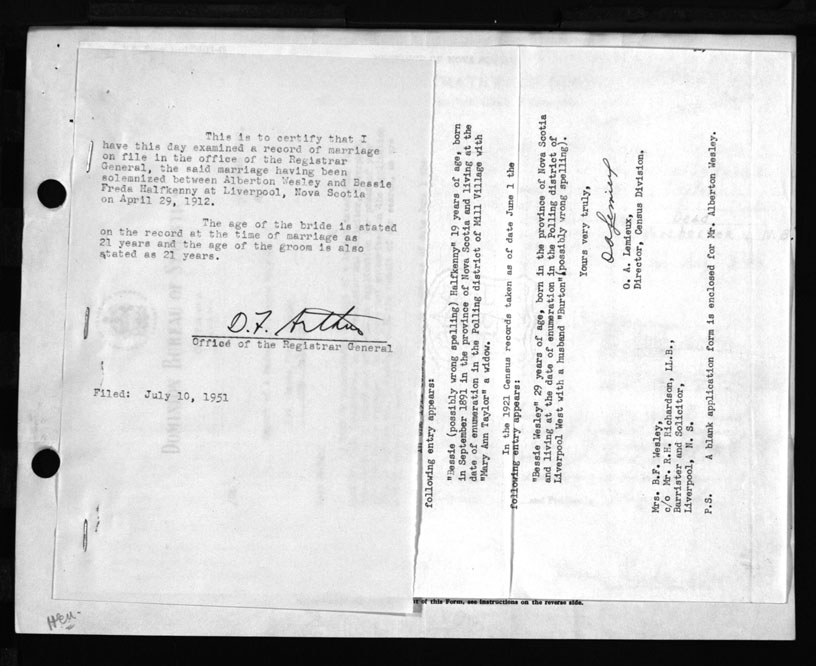 This is to certify that I
have this day examined a record of marriage
on file in the office of the Registrar
General, the said marriage having been
solemnized between Alberton Wesley and Bessie
Freda Halfkenny at Liverpool, Nova Scotia
on April 29, 1912.
The age of the bride is stated
on the record at the time of marriage as
21 years and the age of the groom is also
stated as 21 years.
D.F. Arthur
Office of the Registrar General
Filed: July 10, 1951
following entry appears:
"Bessie (possibly wrong spelling) Halfkenny" 19 years of age, born
in September 1891 in the province of Nova Scotia and living at the
date of enumeration in the Polling district of Mill Village with
"Mary Ann Taylor" a widow.
In the 1921 Census records taken as of date June 1 the
following entry appears:
"Bessie Wesley" 29 years of age, born in the province of Nova Scotia
and living at the date of enumeration in the Polling district of
Liverpool West with a husband "Burton" (possibly wrong spelling).
Yours very truly,
O A Lemieux
O. A. Lemieux,
Director, Census Division.
Mrs. B.F. Wesley,
c/o Mr. R.H. Richardson, LL.B.,
Barrister and Solicitor,
Liverpool, N. S.
P.S. A blank application form is enclosed for Mr. Alberton Wesley.
of this Form, see instructions on the reverse side.